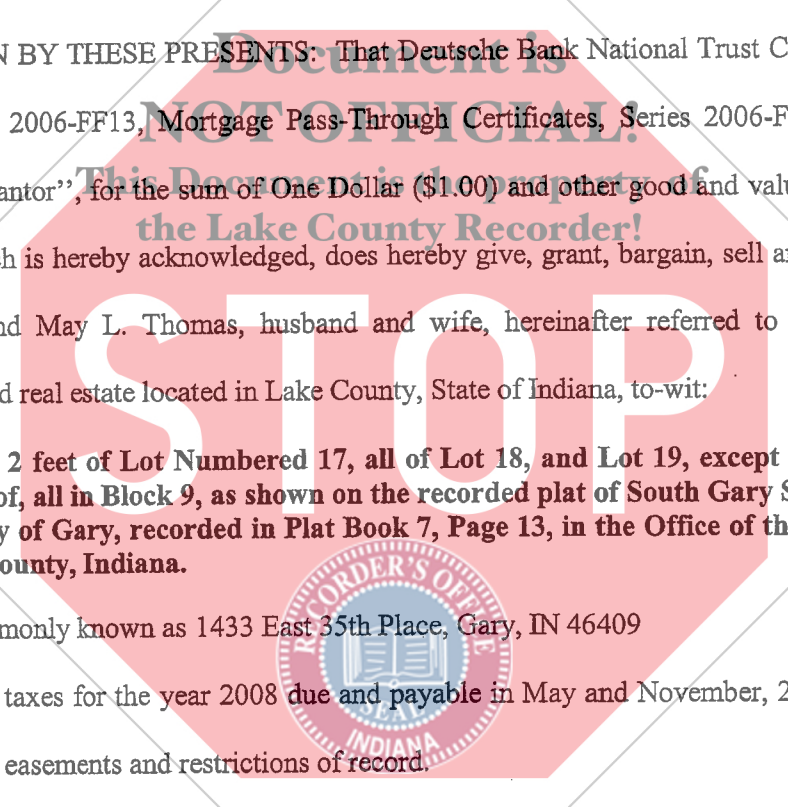 Document is
N BY THESE PRESENTS: That Deutsche Bank National Trust C
NOT OFFICIAL!
2006-FF13, Mortgage Pass-Through Certificates, Series 2006-F
This Document is the property of
antor”, for the sum of One Dollar ($1.00) and other good and valu
the Lake County Recorder!
h is hereby acknowledged, does hereby give, grant, bargain, sell a
nd May L. Thomas, husband and wife, hereinafter referred to
d real estate located in Lake County, State of Indiana, to-wit:
STOP
2 feet of Lot Numbered 17, all of Lot 18, and Lot 19, except
of, all in Block 9, as shown on the recorded plat of South Gary S
y of Gary, recorded in Plat Book 7, Page 13, in the Office of th
ounty, Indiana.
RECORDER'S OFFICE
monly known as 1433 East 35th Place, Gary, IN 46409
taxes for the year 2008 due and payable in May and November, 2
SEAL
INDIANA
easements and restrictions of record.